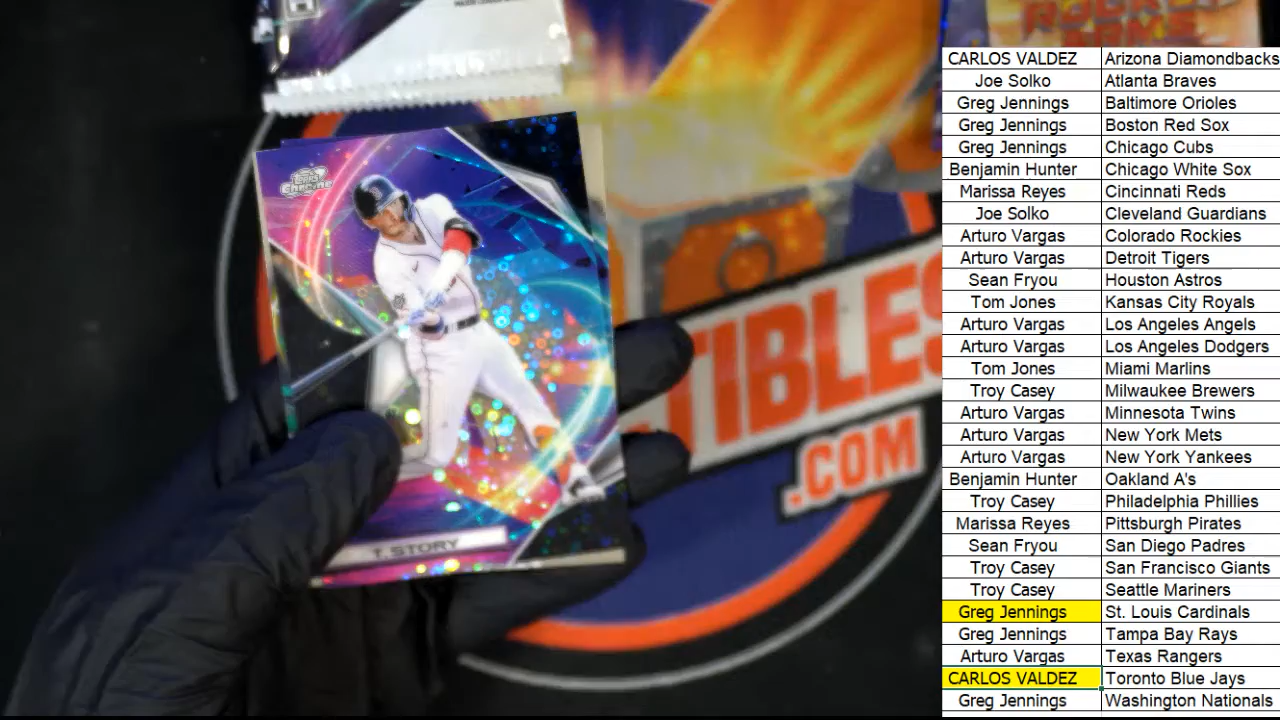 MAJOR LEAGUE
ROCKET
ARMS
Chrome
T. STORY
TIBLES
.COM
CARLOS VALDEZ Arizona Diamondbacks
Joe Solko Atlanta Braves
Greg Jennings Baltimore Orioles
Greg Jennings Boston Red Sox
Greg Jennings Chicago Cubs
Benjamin Hunter Chicago White Sox
Marissa Reyes Cincinnati Reds
Joe Solko Cleveland Guardians
Arturo Vargas Colorado Rockies
Arturo Vargas Detroit Tigers
Sean Fryou Houston Astros
Tom Jones Kansas City Royals
Arturo Vargas Los Angeles Angels
Arturo Vargas Los Angeles Dodgers
Tom Jones Miami Marlins
Troy Casey Milwaukee Brewers
Arturo Vargas Minnesota Twins
Arturo Vargas New York Mets
Arturo Vargas New York Yankees
Benjamin Hunter Oakland A's
Troy Casey Philadelphia Phillies
Marissa Reyes Pittsburgh Pirates
Sean Fryou San Diego Padres
Troy Casey San Francisco Giants
Troy Casey Seattle Mariners
Greg Jennings St. Louis Cardinals
Greg Jennings Tampa Bay Rays
Arturo Vargas Texas Rangers
CARLOS VALDEZ Toronto Blue Jays
Greg Jennings Washington Nationals